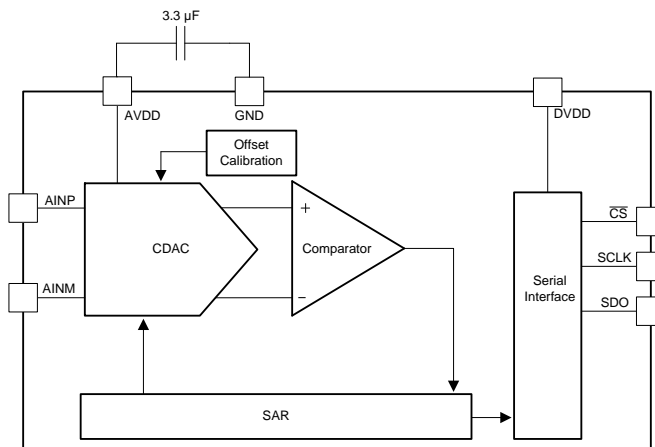 3.3 µF
AVDD
GND
DVDD
Offset
Calibration
AINP
CDAC
+
Comparator
CS
SCLK
Serial
Interface
AINM
−
SDO
SAR